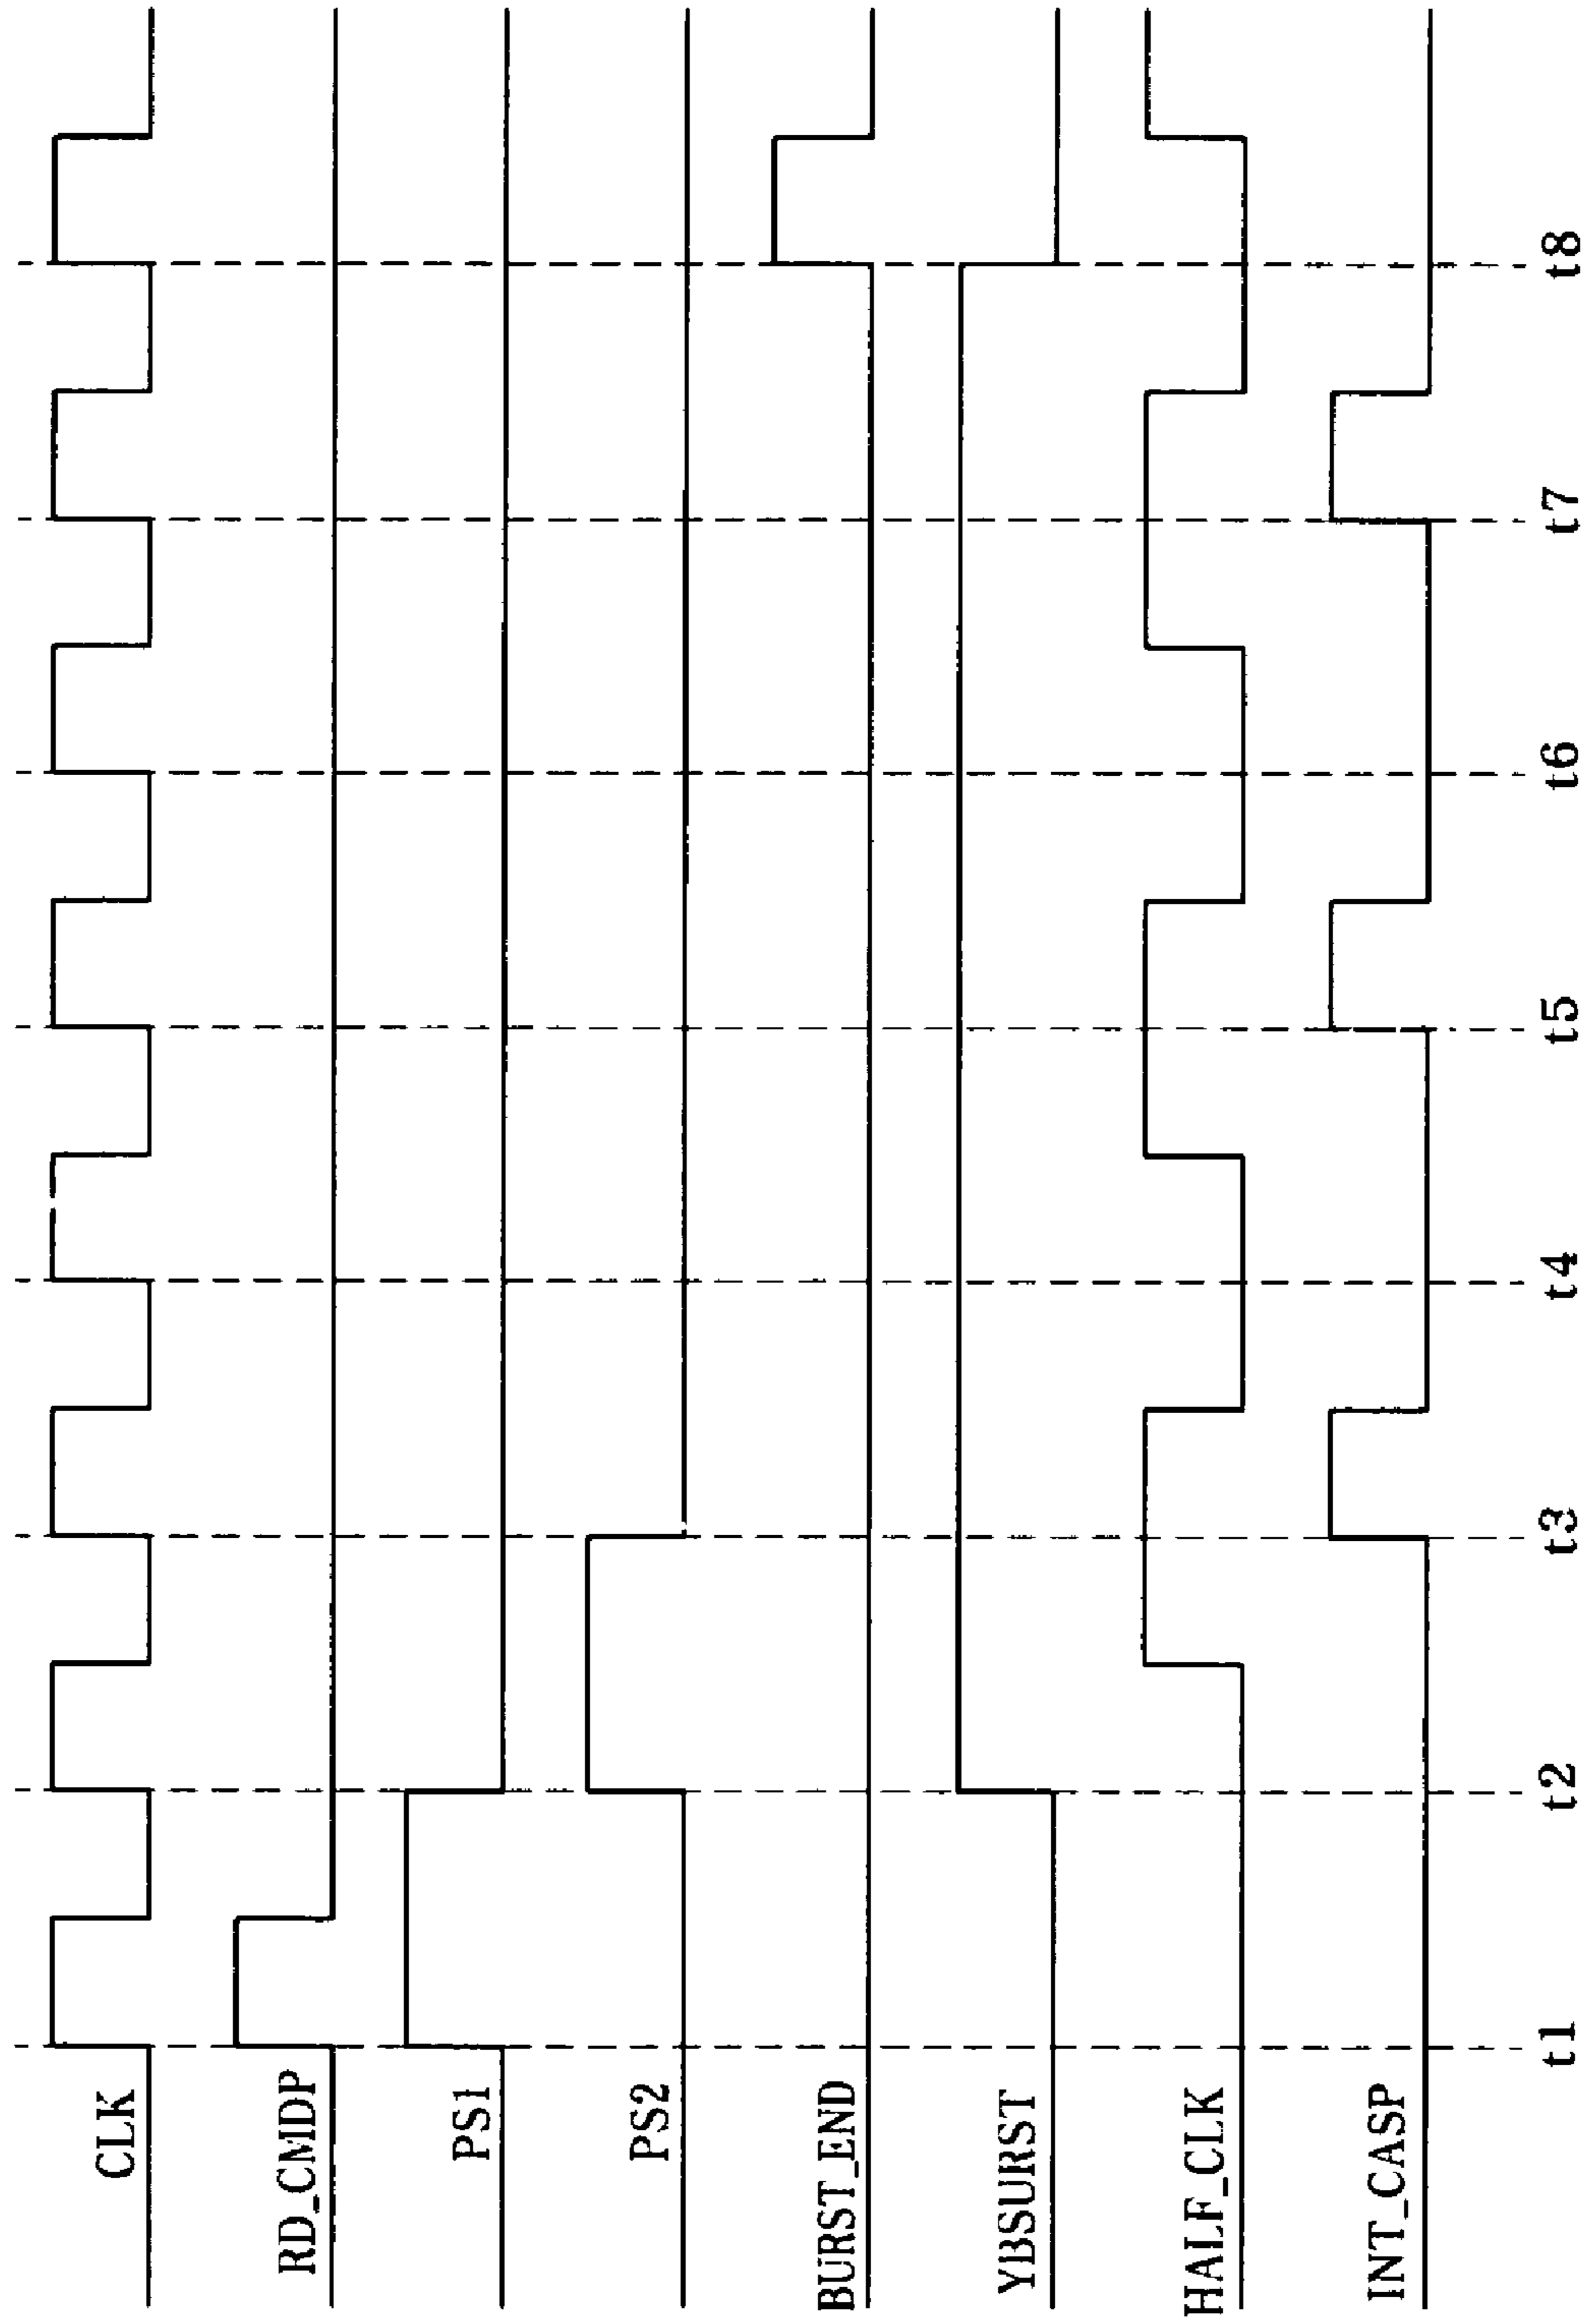 CLK
RD_CMDP
PS1
PS2
BURST_END
YBSURST
HALF_CLK
INT_CASP
t1 t2 t3 t4 t5 t6 t7 t8